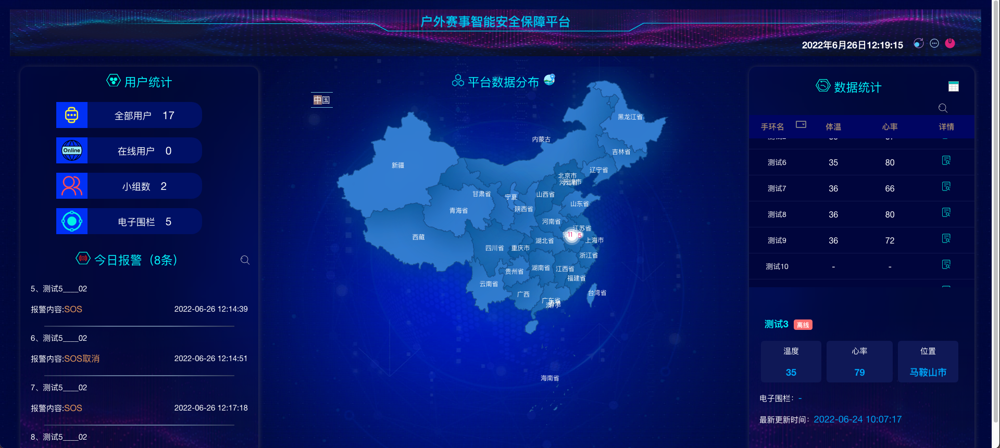 户外赛事智能安全保障平台
2022年6月26日12:19:15
用户统计
全部用户 17
Online
在线用户 0
小组数 2
电子围栏 5
今日报警（8条）
5、测试5____02
报警内容:SOS 2022-06-26 12:14:39
6、测试5____02
报警内容:SOS取消 2022-06-26 12:14:51
7、测试5____02
报警内容:SOS 2022-06-26 12:17:18
8、测试5____02
平台数据分布
中国
黑龙江省
内蒙古
吉林省
新疆
辽宁省
北京市
甘肃省
宁夏
山西省
山东省
青海省
陕西省
河南省
江苏省
11 5
西藏
湖北省
上海市
四川省
重庆市
浙江省
贵州省
湖南省
江西省
福建省
云南省
广西
台湾省
广东省
海南省
数据统计
手环名 体温 心率 详情
测试6 35 80
测试7 36 66
测试8 36 80
测试9 36 72
测试10 - -
测试3 离线
温度 心率 位置
35 79 马鞍山市
电子围栏：-
最新更新时间：2022-06-24 10:07:17